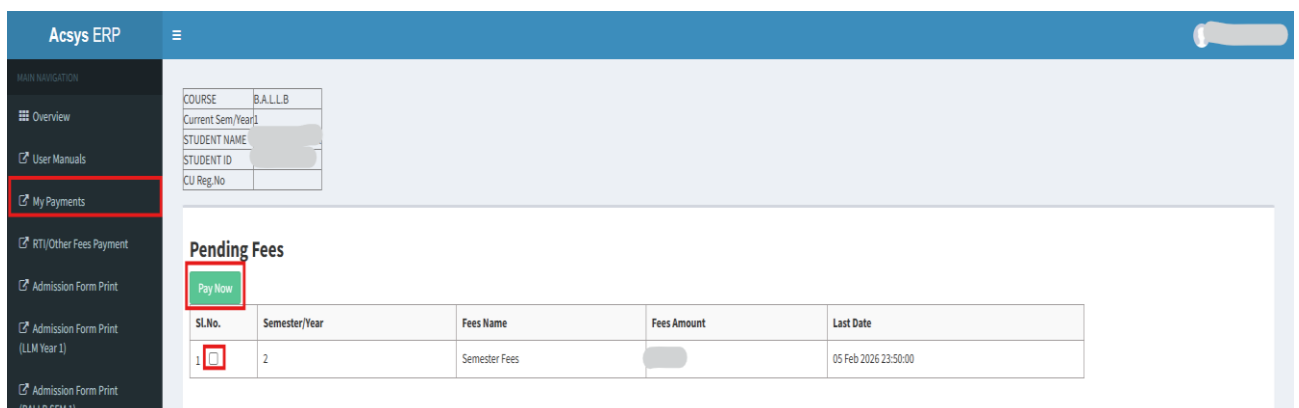 Acsys ERP
MAIN NAVIGATION
Overview
User Manuals
My Payments
RTI/Other Fees Payment
Admission Form Print
Admission Form Print
(LLM Year 1)
Admission Form Print
(BALLB SEM 1)
COURSE B.A.L.L.B
Current Sem/Year 1
STUDENT NAME
STUDENT ID
CU Reg.No
Pending Fees
Pay Now
Sl.No. Semester/Year Fees Name Fees Amount Last Date
1 2 Semester Fees 05 Feb 2026 23:50:00